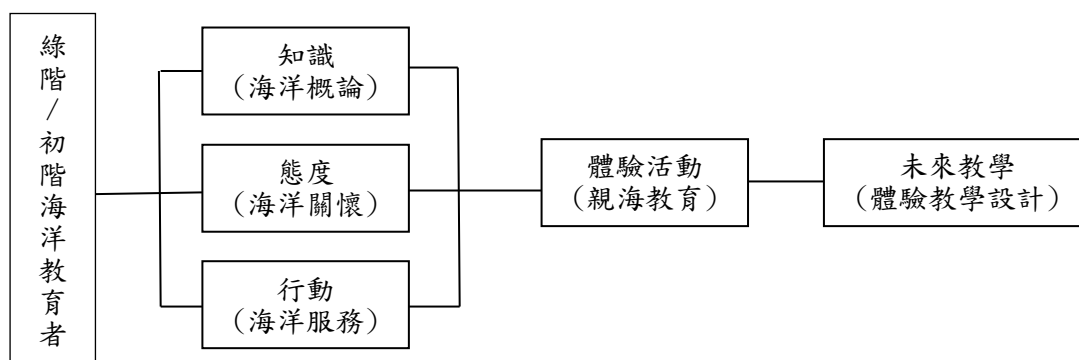 綠階/初階海洋教育者
知識
（海洋概論）
態度
（海洋關懷）
行動
（海洋服務）
體驗活動
（親海教育）
未來教學
（體驗教學設計）